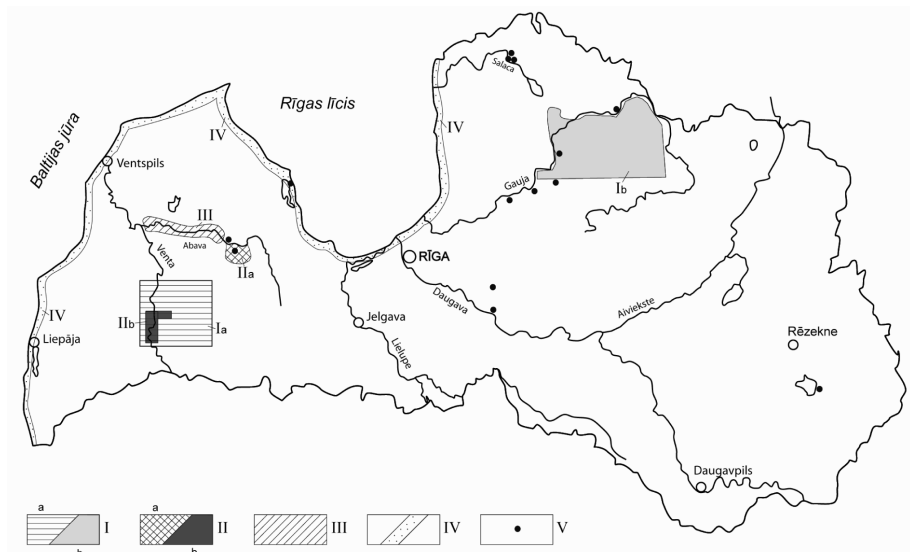 Baltijas jūra
Rīgas līcis
Salaca
IV
IV
Ventspils
Gauja
Ib
III
Abava
IIa
Venta
RĪGA
Daugava
Aiviekste
IIb
Ia
IV
Liepāja
Jelgava
Lielupe
Rēzekne
Daugavpils
a
I
b
a
II
b
III
IV
V